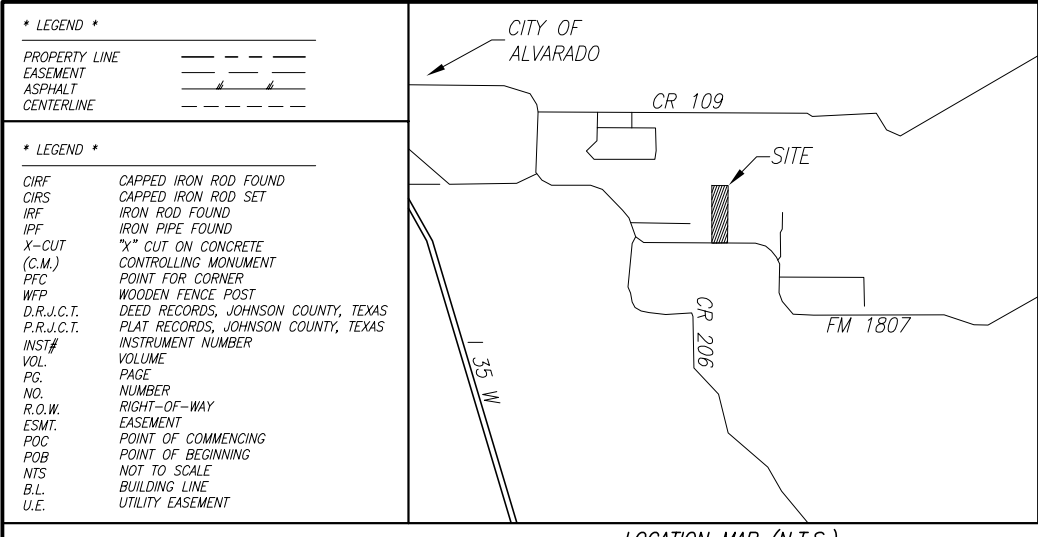 * LEGEND *
PROPERTY LINE
EASEMENT
ASPHALT
CENTERLINE
* LEGEND *
CIRF CAPPED IRON ROD FOUND
CIRS CAPPED IRON ROD SET
IRF IRON ROD FOUND
IPF IRON PIPE FOUND
X-CUT "X" CUT ON CONCRETE
(C.M.) CONTROLLING MONUMENT
PFC POINT FOR CORNER
WFP WOODEN FENCE POST
D.R.J.C.T. DEED RECORDS, JOHNSON COUNTY, TEXAS
P.R.J.C.T. PLAT RECORDS, JOHNSON COUNTY, TEXAS
INST# INSTRUMENT NUMBER
VOL. VOLUME
PG. PAGE
NO. NUMBER
R.O.W. RIGHT-OF-WAY
ESMT. EASEMENT
POC POINT OF COMMENCING
POB POINT OF BEGINNING
NTS NOT TO SCALE
B.L. BUILDING LINE
U.E. UTILITY EASEMENT
CITY OF
ALVARADO
CR 109
SITE
CR 206
FM 1807
I 35 W
LOCATION MAP (N.T.S.)